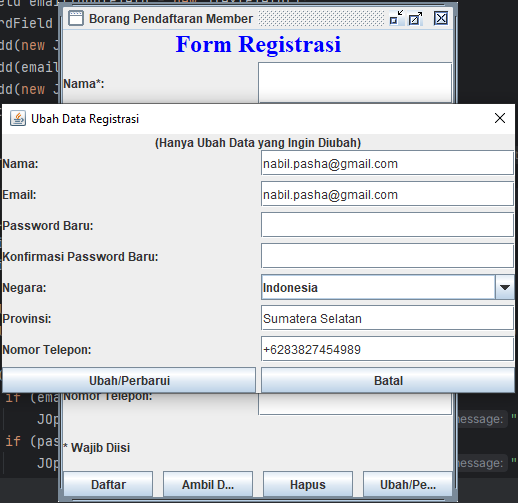 eld email
rdField
dd(new J
dd(email
dd(new J
Borang Pendaftaran Member
Form Registrasi
Nama*:
Ubah Data Registrasi
(Hanya Ubah Data yang Ingin Diubah)
Nama: nabil.pasha@gmail.com
Email: nabil.pasha@gmail.com
Password Baru:
Konfirmasi Password Baru:
Negara: Indonesia
Provinsi: Sumatera Selatan
Nomor Telepon: +6283827454989
Ubah/Perbarui Batal
Nomor Telepon:
if (ema
JOp message: "
if (pas
JOp message: "
* Wajib Diisi
Daftar Ambil D... Hapus Ubah/Pe...